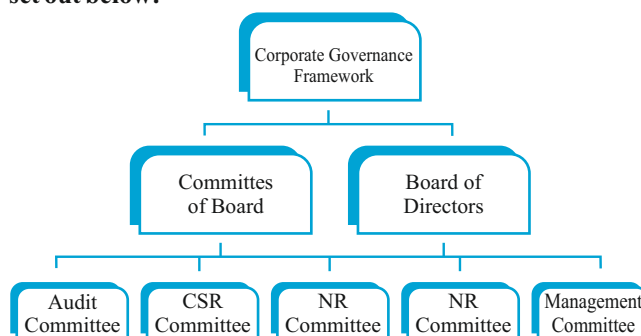 set out below:
Corporate Governance
Framework
Committes
of Board
Board of
Directors
Audit
Committee
CSR
Committee
NR
Committee
NR
Committee
Management
Committee